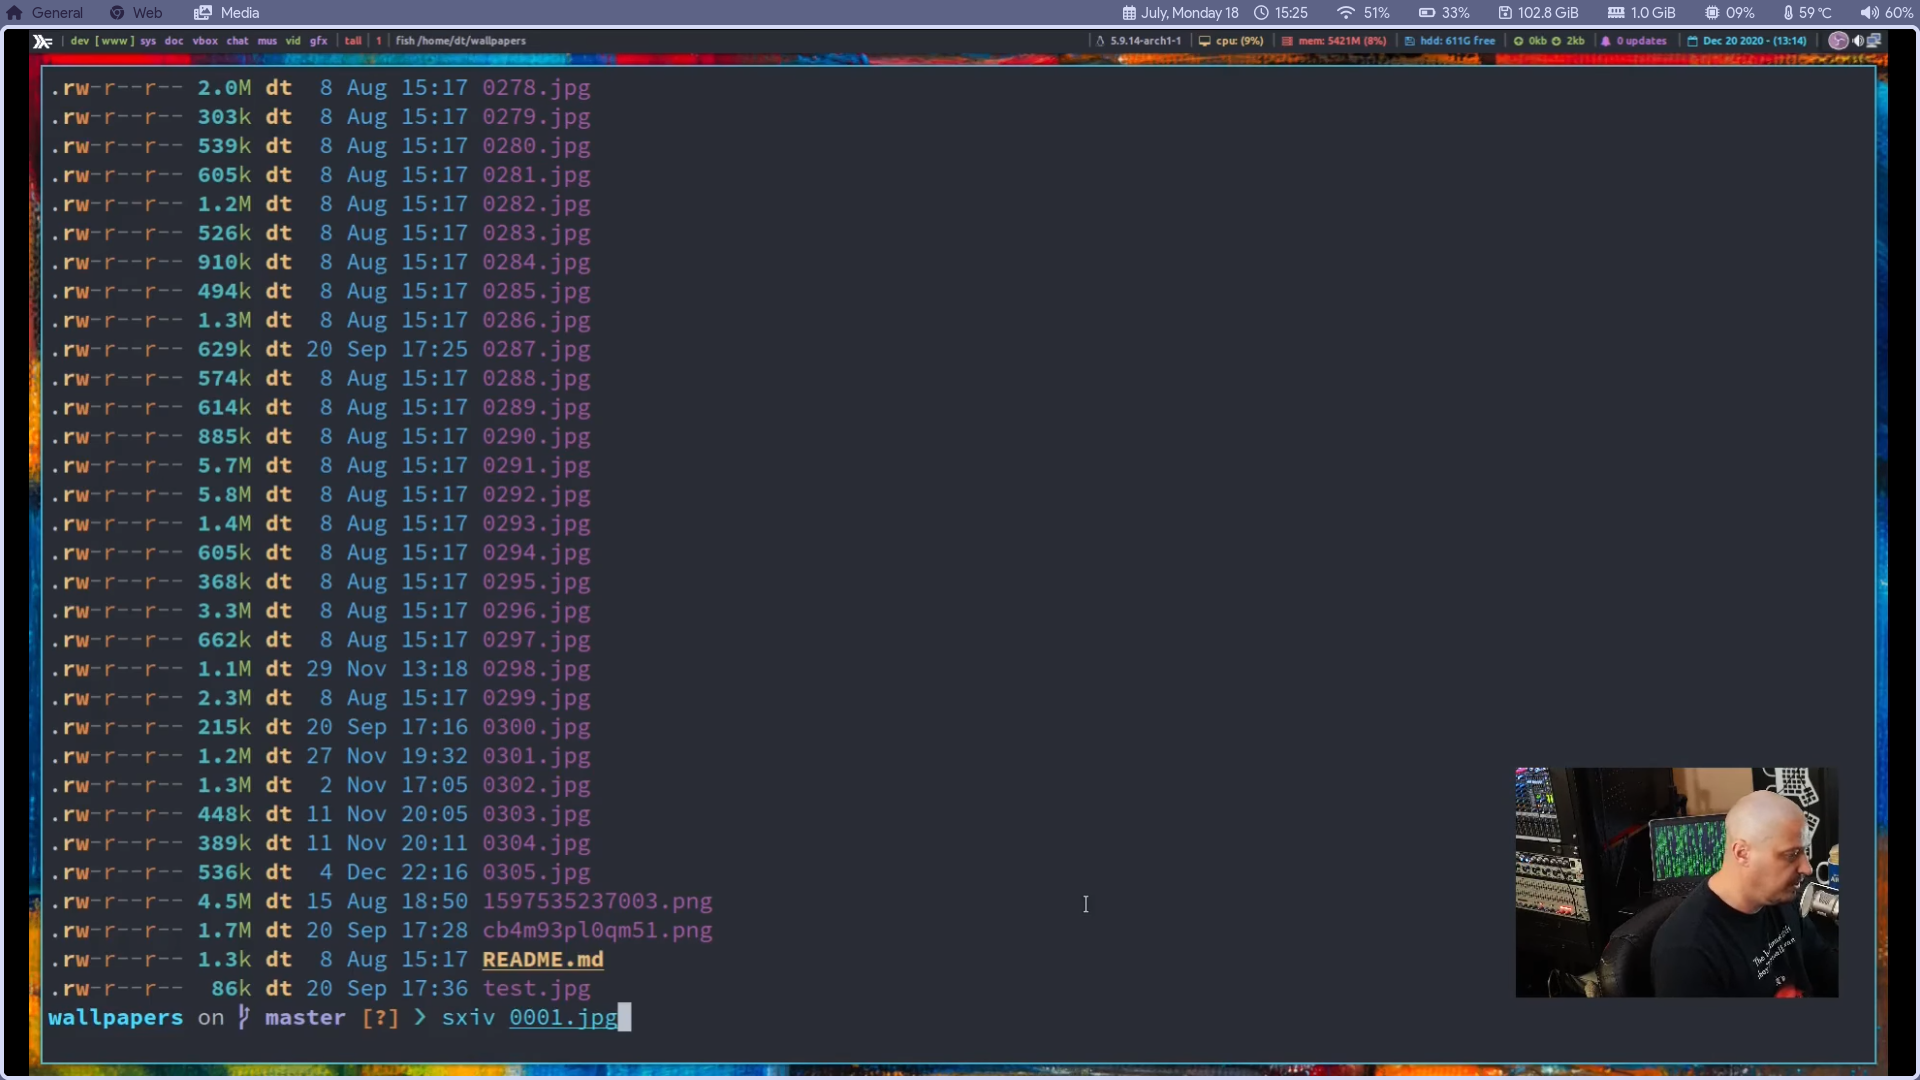 General Web Media July, Monday 18 15:25 51% 33% 102.8 GiB 1.0 GiB 09% 59 °C 60%
| dev [ www ] sys doc vbox chat mus vid gfx | tall | 1 | fish /home/dt/wallpapers | 5.9.14-arch1-1 | cpu: (9%) | mem: 5421M (8%) | hdd: 611G free | 0kb 2kb | 0 updates | Dec 20 2020 - (13:14) |
.rw-r--r-- 2.0M dt 8 Aug 15:17 0278.jpg
.rw-r--r-- 303k dt 8 Aug 15:17 0279.jpg
.rw-r--r-- 539k dt 8 Aug 15:17 0280.jpg
.rw-r--r-- 605k dt 8 Aug 15:17 0281.jpg
.rw-r--r-- 1.2M dt 8 Aug 15:17 0282.jpg
.rw-r--r-- 526k dt 8 Aug 15:17 0283.jpg
.rw-r--r-- 910k dt 8 Aug 15:17 0284.jpg
.rw-r--r-- 494k dt 8 Aug 15:17 0285.jpg
.rw-r--r-- 1.3M dt 8 Aug 15:17 0286.jpg
.rw-r--r-- 629k dt 20 Sep 17:25 0287.jpg
.rw-r--r-- 574k dt 8 Aug 15:17 0288.jpg
.rw-r--r-- 614k dt 8 Aug 15:17 0289.jpg
.rw-r--r-- 885k dt 8 Aug 15:17 0290.jpg
.rw-r--r-- 5.7M dt 8 Aug 15:17 0291.jpg
.rw-r--r-- 5.8M dt 8 Aug 15:17 0292.jpg
.rw-r--r-- 1.4M dt 8 Aug 15:17 0293.jpg
.rw-r--r-- 605k dt 8 Aug 15:17 0294.jpg
.rw-r--r-- 368k dt 8 Aug 15:17 0295.jpg
.rw-r--r-- 3.3M dt 8 Aug 15:17 0296.jpg
.rw-r--r-- 662k dt 8 Aug 15:17 0297.jpg
.rw-r--r-- 1.1M dt 29 Nov 13:18 0298.jpg
.rw-r--r-- 2.3M dt 8 Aug 15:17 0299.jpg
.rw-r--r-- 215k dt 20 Sep 17:16 0300.jpg
.rw-r--r-- 1.2M dt 27 Nov 19:32 0301.jpg
.rw-r--r-- 1.3M dt 2 Nov 17:05 0302.jpg
.rw-r--r-- 448k dt 11 Nov 20:05 0303.jpg
.rw-r--r-- 389k dt 11 Nov 20:11 0304.jpg
.rw-r--r-- 536k dt 4 Dec 22:16 0305.jpg
.rw-r--r-- 4.5M dt 15 Aug 18:50 1597535237003.png
.rw-r--r-- 1.7M dt 20 Sep 17:28 cb4m93pl0qm51.png
.rw-r--r-- 1.3k dt 8 Aug 15:17 README.md
.rw-r--r-- 86k dt 20 Sep 17:36 test.jpg
wallpapers on master [?] ❯ sxiv 0001.jpg